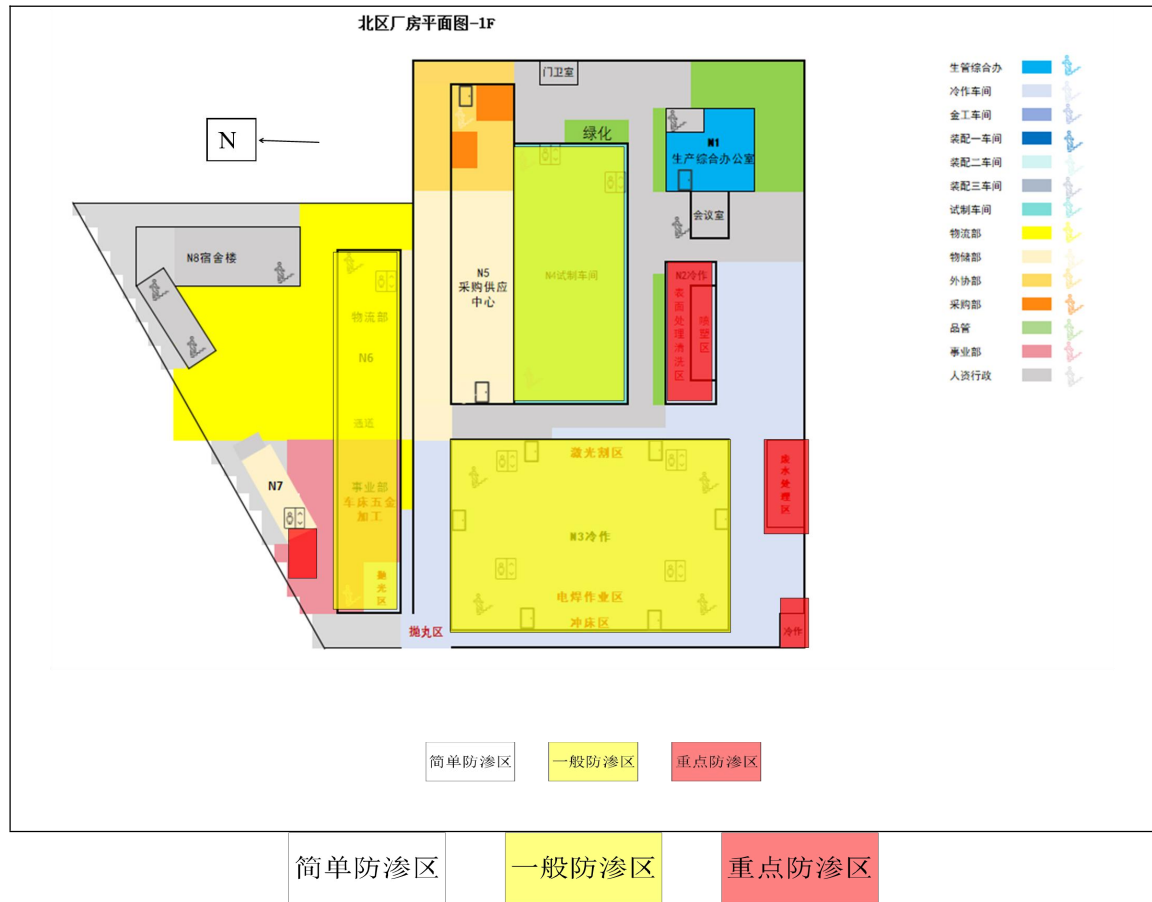 北区厂房平面图-1F
门卫室
绿化
N1
生产综合办公室
会议室
N
N8宿舍楼
N5
采购供应
中心
N4试制车间
N2冷作
表面处理清洗区
喷塑区
物流部
N6
通道
事业部
车床五金
加工
N7
激光区
抛丸区
激光割区
N3冷作
电焊作业区
冲床区
废水处理区
冷作
生管综合办
冷作车间
金工车间
装配一车间
装配二车间
装配三车间
试制车间
物流部
物储部
外协部
采购部
品管
事业部
人资行政
简单防渗区
一般防渗区
重点防渗区
简单防渗区
一般防渗区
重点防渗区